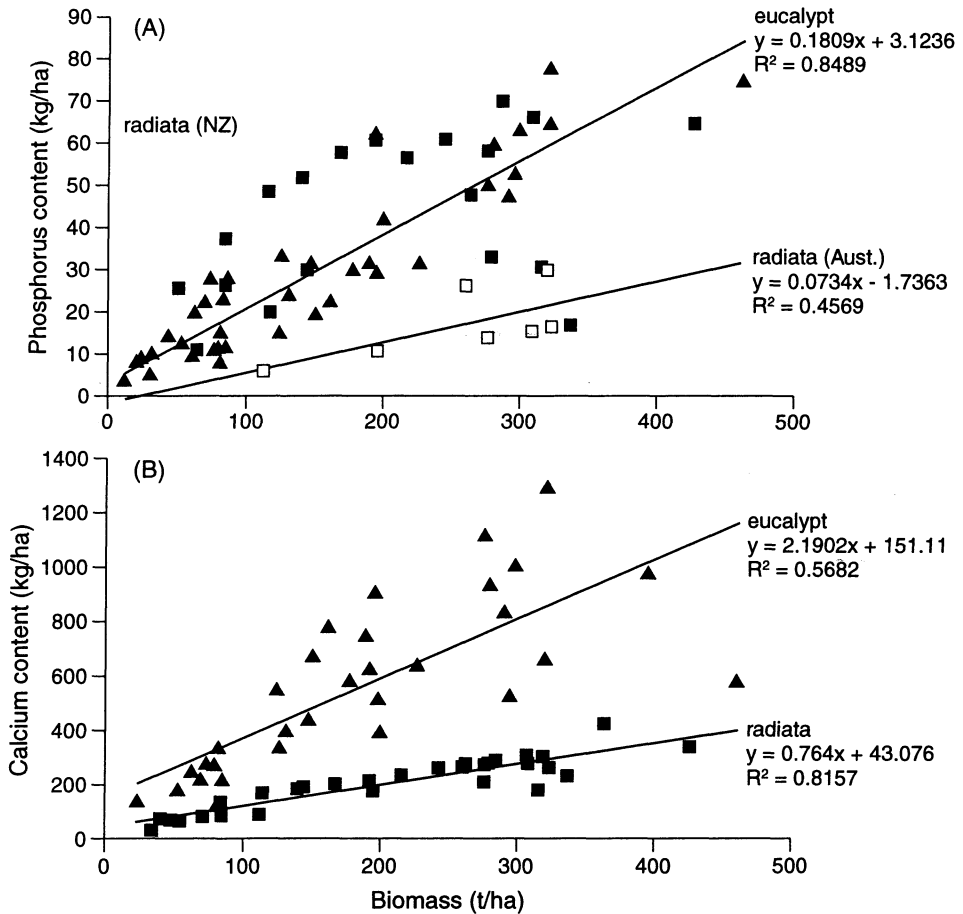 (A)
eucalypt
y = 0.1809x + 3.1236
R² = 0.8489
radiata (NZ)
radiata (Aust.)
y = 0.0734x - 1.7363
R² = 0.4569
Phosphorus content (kg/ha)
90
80
70
60
50
40
30
20
10
0
0
100
200
300
400
500
(B)
eucalypt
y = 2.1902x + 151.11
R² = 0.5682
radiata
y = 0.764x + 43.076
R² = 0.8157
Calcium content (kg/ha)
1400
1200
1000
800
600
400
200
0
0
100
200
300
400
500
Biomass (t/ha)